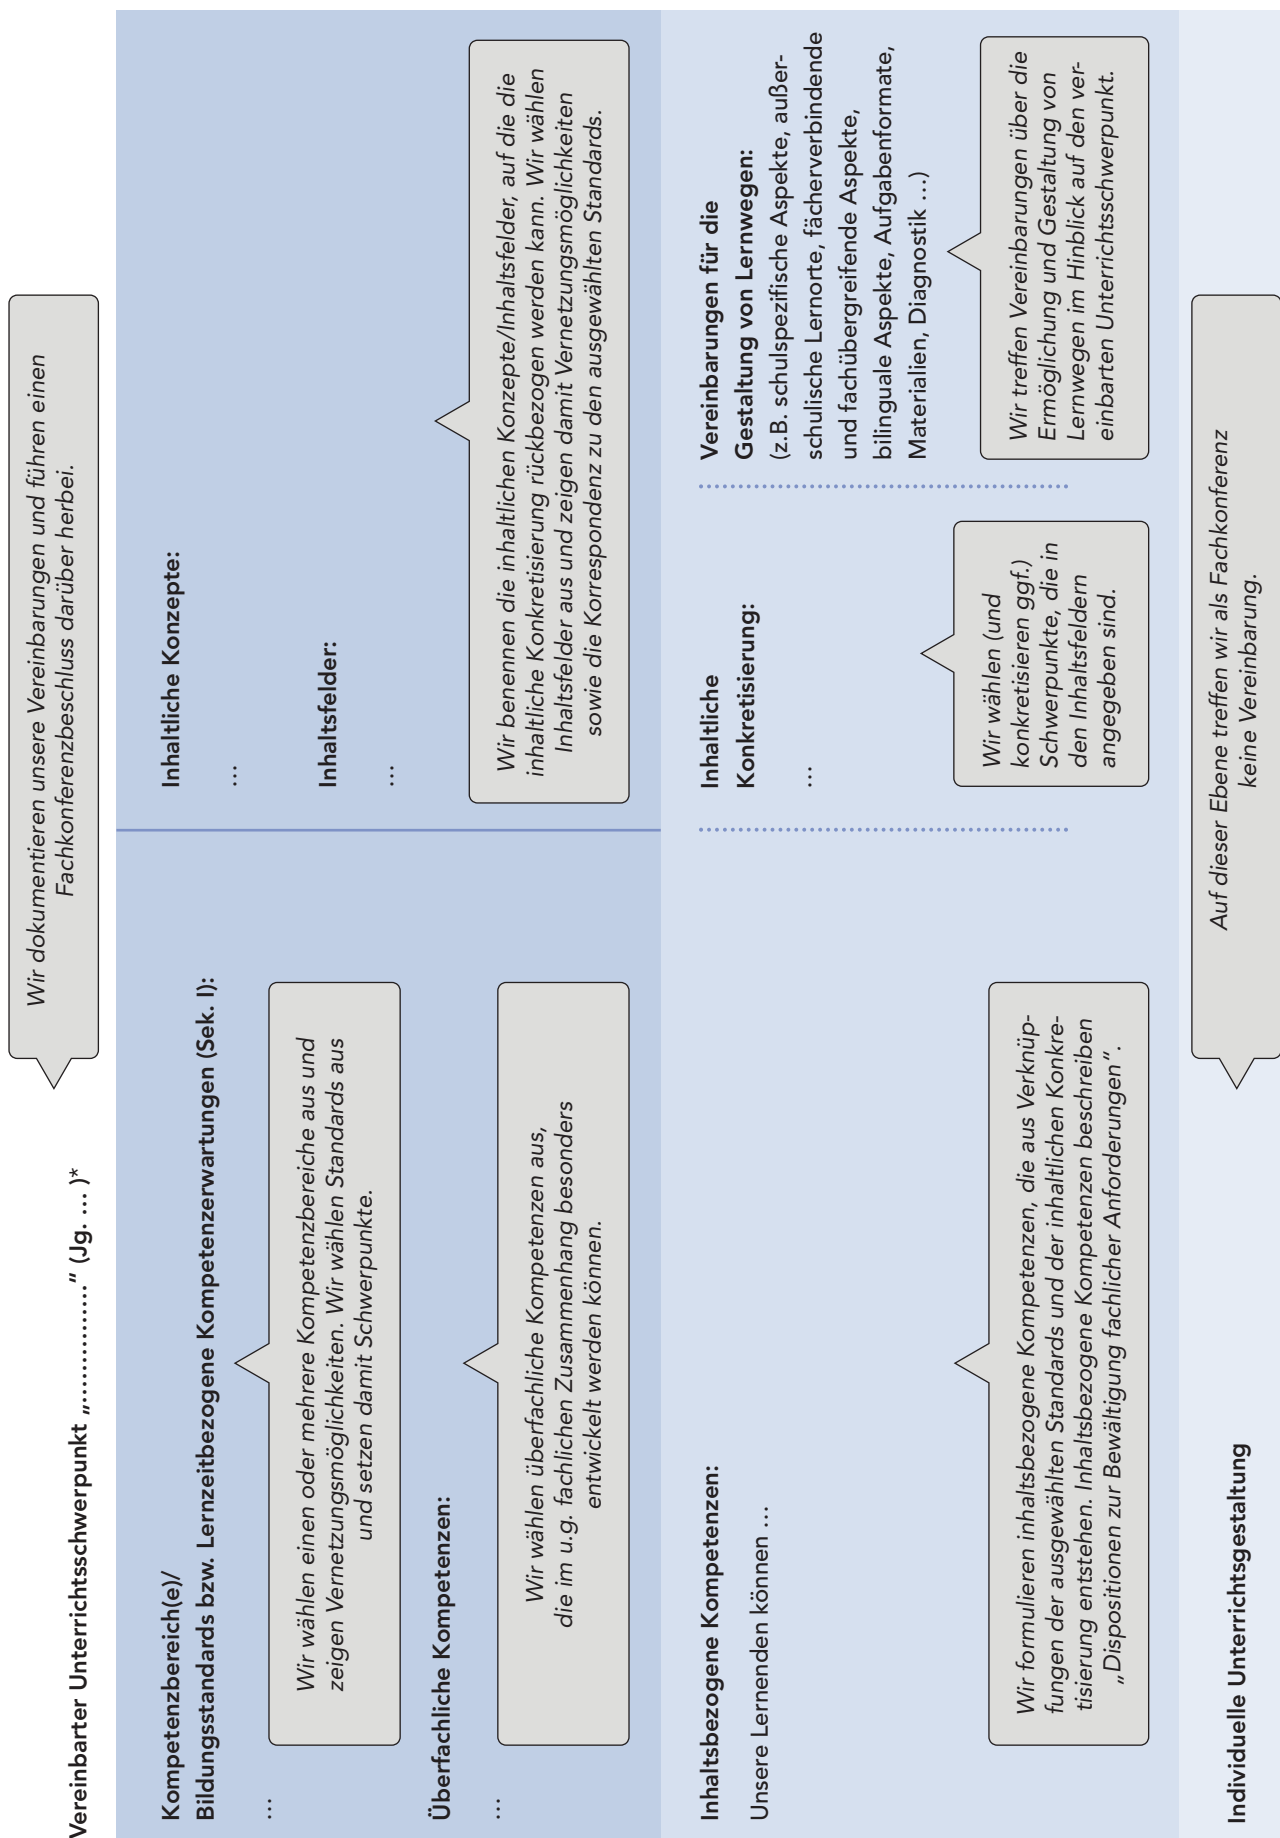 Vereinbarter Unterrichtsschwerpunkt „……………“ (Jg. … )*
Wir dokumentieren unsere Vereinbarungen und führen einen
Fachkonferenzbeschluss darüber herbei.
Kompetenzbereich(e)/
Bildungsstandards bzw. Lernzeitbezogene Kompetenzerwartungen (Sek. I):
…
Wir wählen einen oder mehrere Kompetenzbereiche aus und
zeigen Vernetzungsmöglichkeiten. Wir wählen Standards aus
und setzen damit Schwerpunkte.
Überfachliche Kompetenzen:
…
Wir wählen überfachliche Kompetenzen aus,
die im u.g. fachlichen Zusammenhang besonders
entwickelt werden können.
Inhaltliche Konzepte:
…
Inhaltsfelder:
…
Wir benennen die inhaltlichen Konzepte/Inhaltsfelder, auf die die
inhaltliche Konkretisierung rückbezogen werden kann. Wir wählen
Inhaltsfelder aus und zeigen damit Vernetzungsmöglichkeiten
sowie die Korrespondenz zu den ausgewählten Standards.
Inhaltsbezogene Kompetenzen:
Unsere Lernenden können …
Wir formulieren inhaltsbezogene Kompetenzen, die aus Verknüp-
fungen der ausgewählten Standards und der inhaltlichen Konkre-
tisierung entstehen. Inhaltsbezogene Kompetenzen beschreiben
„Dispositionen zur Bewältigung fachlicher Anforderungen“.
Inhaltliche
Konkretisierung:
…
Wir wählen (und
konkretisieren ggf.)
Schwerpunkte, die in
den Inhaltsfeldern
angegeben sind.
Vereinbarungen für die
Gestaltung von Lernwegen:
(z.B. schulspezifische Aspekte, außer-
schulische Lernorte, fächerverbindende
und fachübergreifende Aspekte,
bilinguale Aspekte, Aufgabenformate,
Materialien, Diagnostik …)
Wir treffen Vereinbarungen über die
Ermöglichung und Gestaltung von
Lernwegen im Hinblick auf den ver-
einbarten Unterrichtsschwerpunkt.
Individuelle Unterrichtsgestaltung
Auf dieser Ebene treffen wir als Fachkonferenz
keine Vereinbarung.